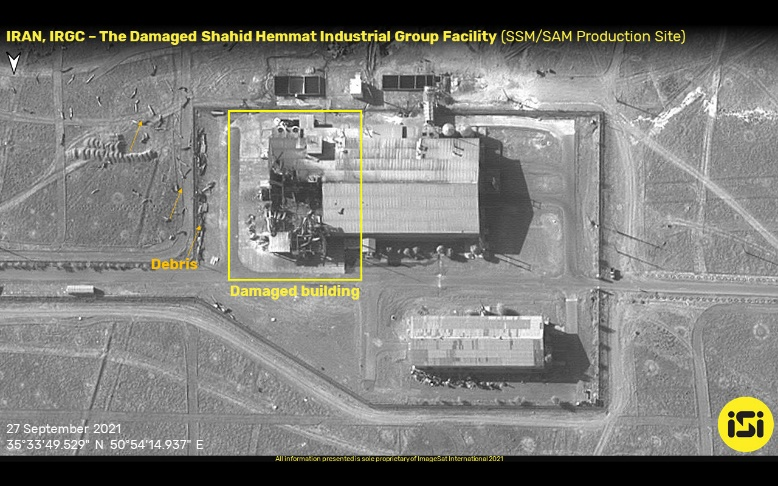 IRAN, IRGC – The Damaged Shahid Hemmat Industrial Group Facility (SSM/SAM Production Site)
Debris
Damaged building
27 September 2021
35°33'49.529" N 50°54'14.937" E
iSi
All information presented is sole proprietary of ImageSat International 2021